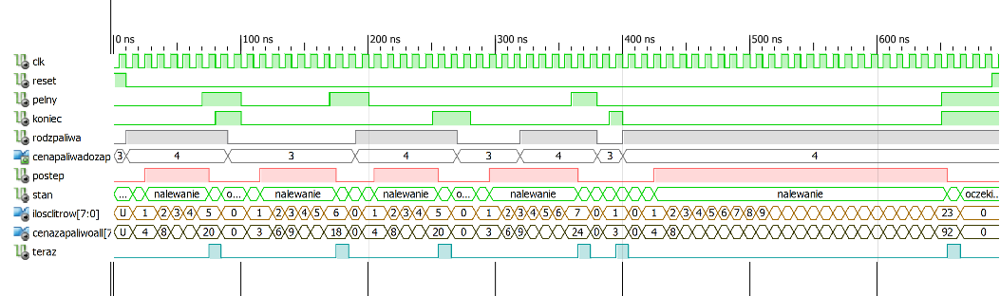 0 ns 100 ns 200 ns 300 ns 400 ns 500 ns 600 ns
clk
reset
pelny
koniec
rodzpaliwa
cenapaliwadozap 3 4 3 4 3 4 3 4
postep
stan ... nalewanie o... nalewanie nalewanie o... nalewanie nalewanie oczeki...
ilosclitrow[7:0] U 1 2 3 4 5 0 1 2 3 4 5 6 0 1 2 3 4 5 0 1 2 3 4 5 6 7 0 1 0 1 2 3 4 5 6 7 8 9 23 0
cenazapaliwoall[7 U 4 8 20 0 3 6 9 18 0 4 8 20 0 3 6 9 24 0 3 0 4 8 92 0
teraz